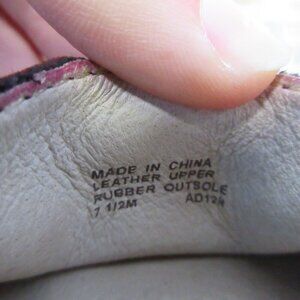 MADE IN CHINA
LEATHER UPPER
RUBBER OUTSOLE
7 1/2M